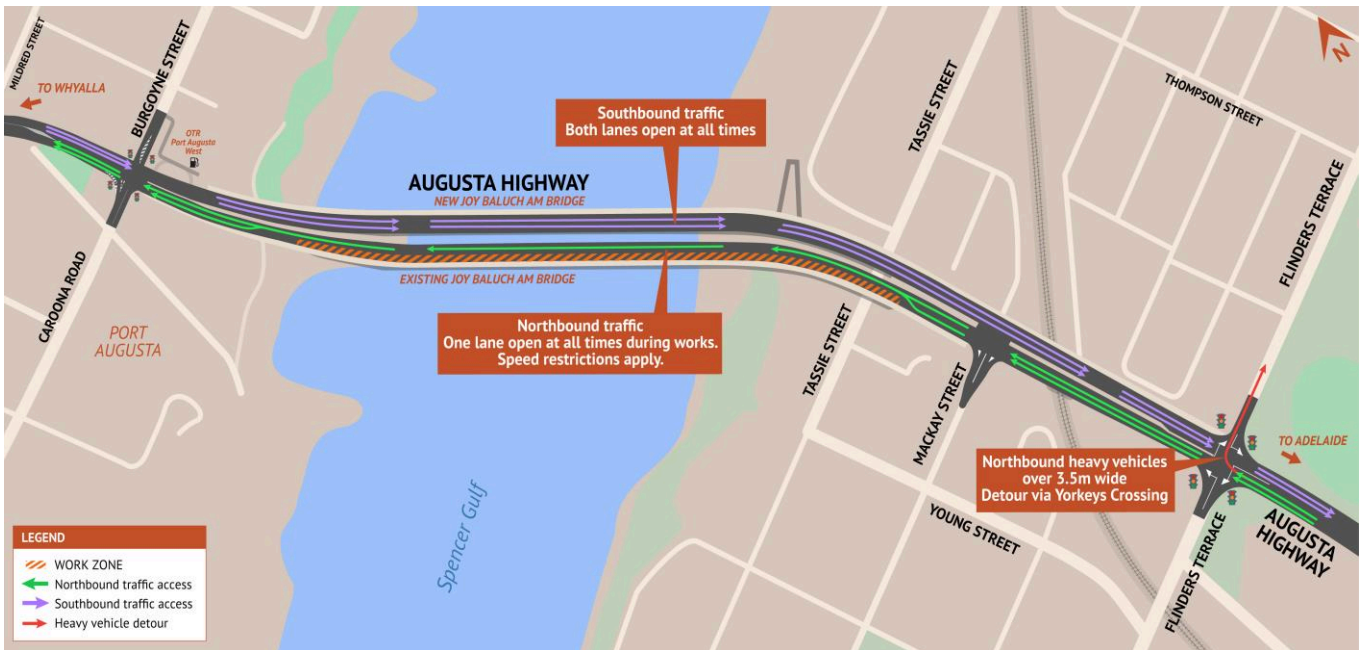 MILDRED STREET
TO WHYALLA
BURGOYNE STREET
OTR
Port Augusta
West
CAROONA ROAD
PORT
AUGUSTA
AUGUSTA HIGHWAY
NEW JOY BALUCH AM BRIDGE
EXISTING JOY BALUCH AM BRIDGE
Southbound traffic
Both lanes open at all times
Northbound traffic
One lane open at all times during works.
Speed restrictions apply.
Spencer Gulf
TASSIE STREET
TASSIE STREET
MACKAY STREET
YOUNG STREET
THOMPSON STREET
FLINDERS TERRACE
N
TO ADELAIDE
Northbound heavy vehicles
over 3.5m wide
Detour via Yorkeys Crossing
FLINDERS TERRACE
AUGUSTA
HIGHWAY
LEGEND
WORK ZONE
Northbound traffic access
Southbound traffic access
Heavy vehicle detour